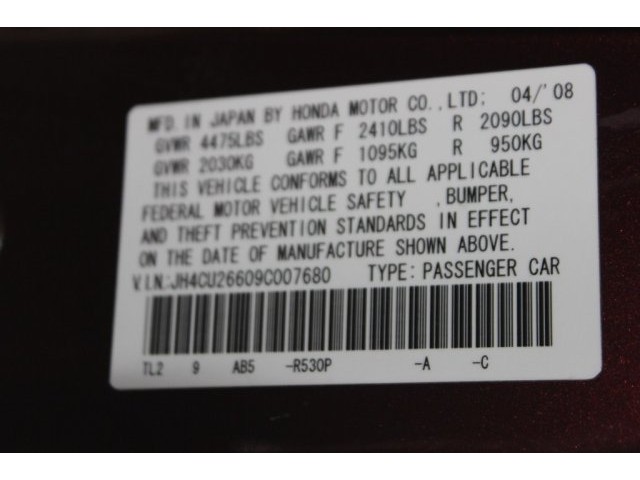 MFD. IN JAPAN BY HONDA MOTOR CO.,LTD: 04/'08
GVWR 4475LBS GAWR F 2410LBS R 2090LBS
GVWR 2030KG GAWR F 1095KG R 950KG
THIS VEHICLE CONFORMS TO ALL APPLICABLE
FEDERAL MOTOR VEHICLE SAFETY ,BUMPER,
AND THEFT PREVENTION STANDARDS IN EFFECT
ON THE DATE OF MANUFACTURE SHOWN ABOVE.
V.I.N:JH4CU26609C007680 TYPE: PASSENGER CAR
TL2 9 AB5 -R530P -A -C